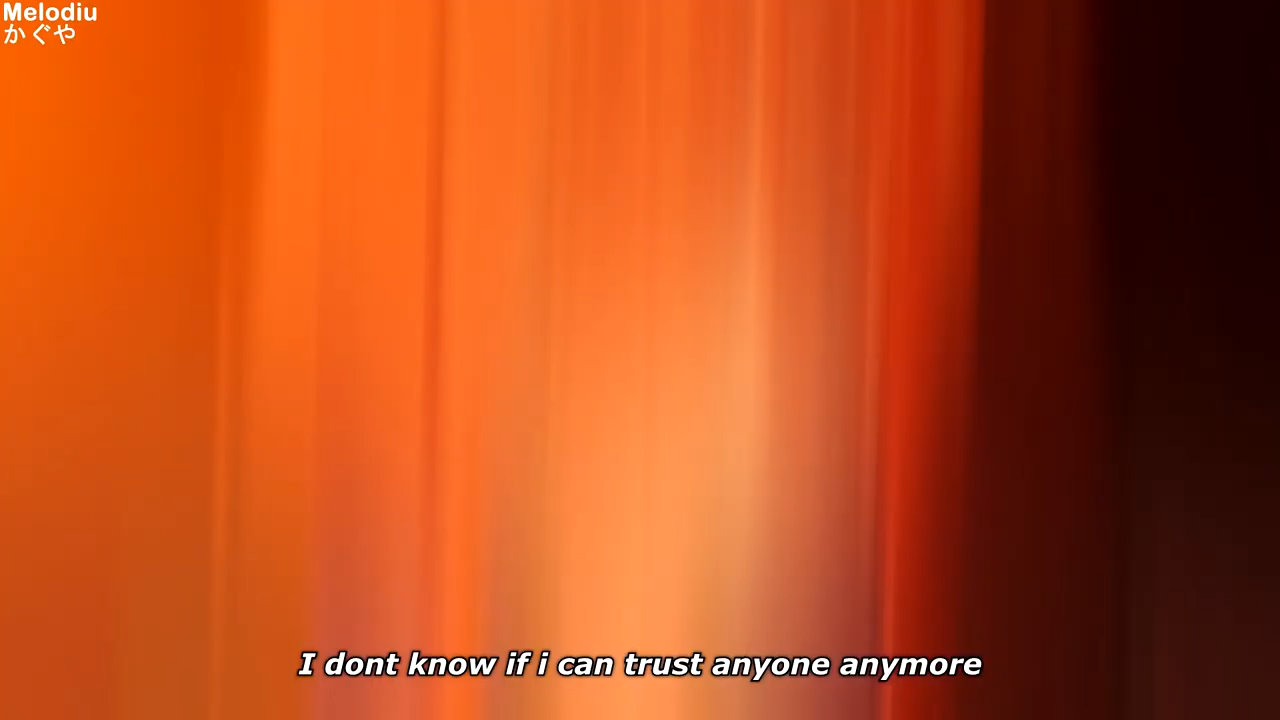 Melodiu
かぐや
I dont know if i can trust anyone anymore